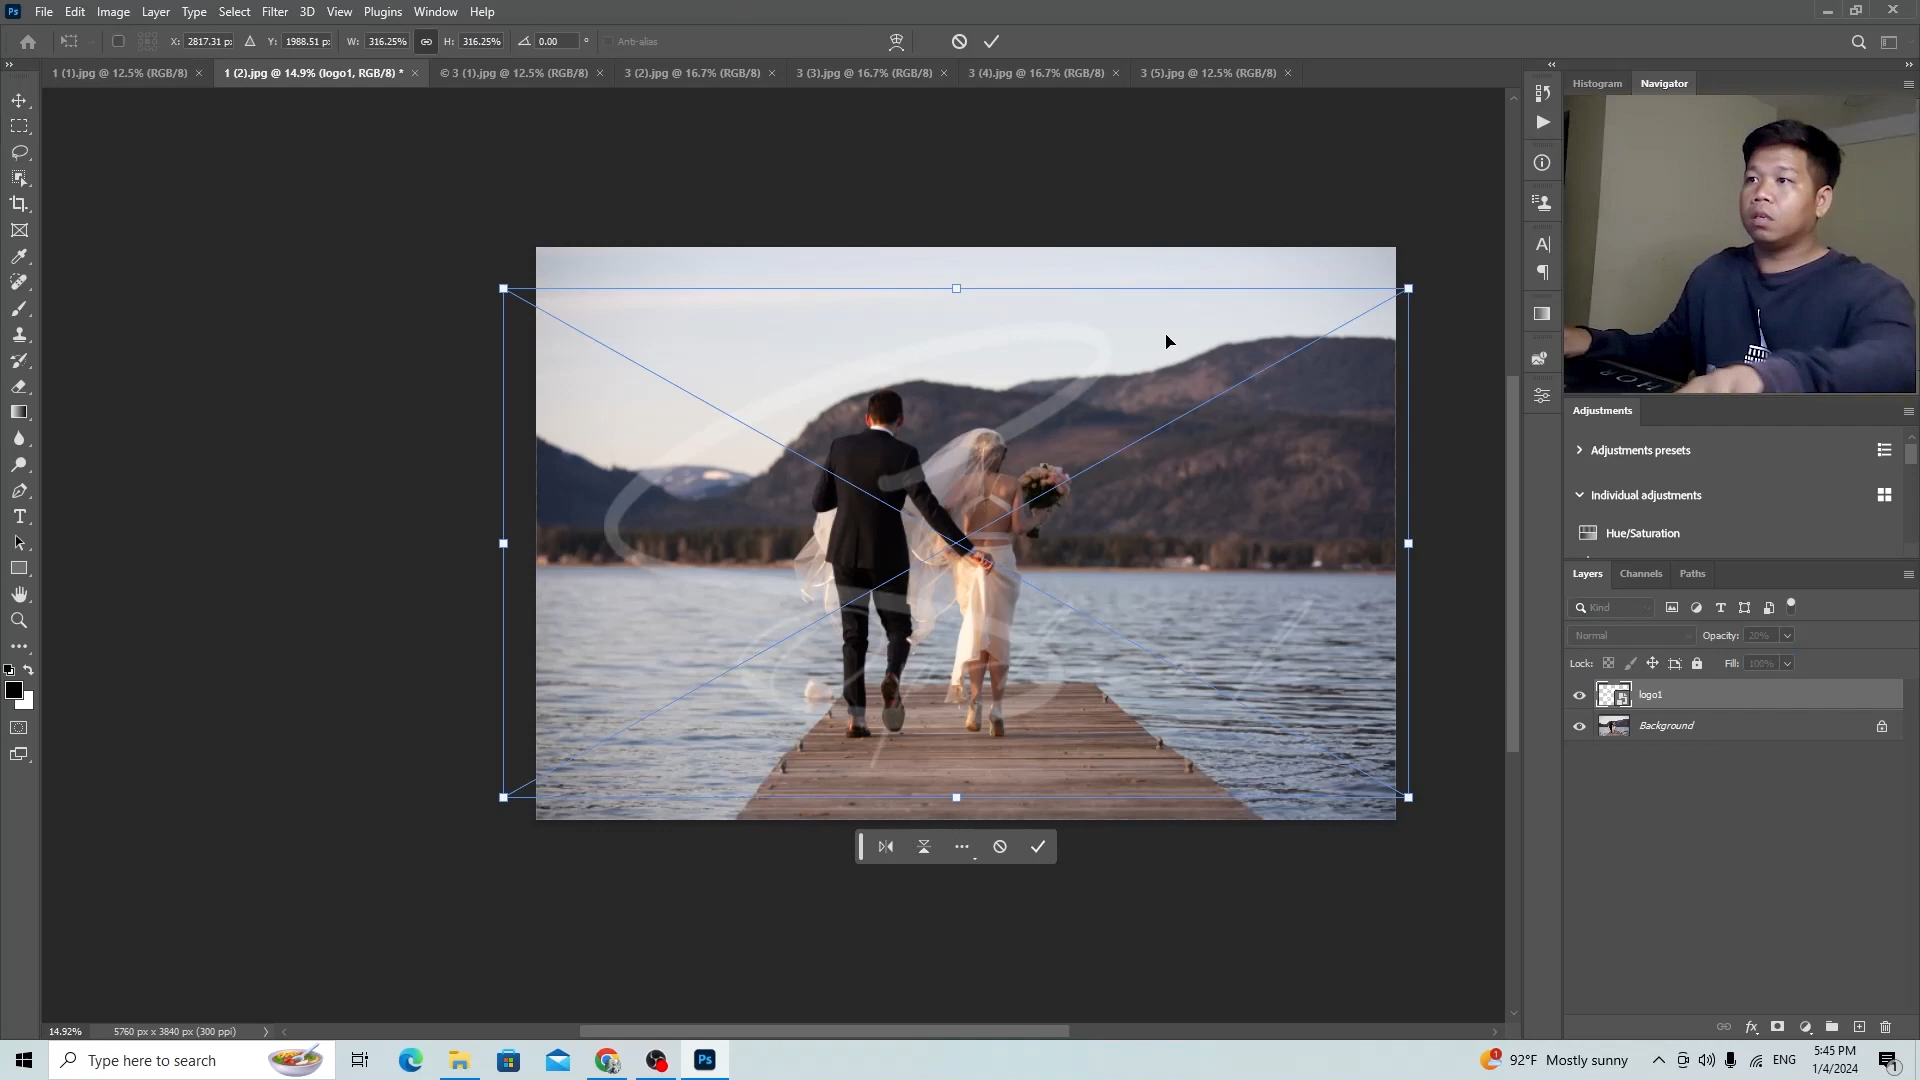 Ps File Edit Image Layer Type Select Filter 3D View Plugins Window Help
X: 2817.31 p: Y: 1988.51 p: W: 316.25% H: 316.25% 0.00 ° Anti-alias
1 (1).jpg @ 12.5% (RGB/8) × 1 (2).jpg @ 14.9% (logo1, RGB/8) * × © 3 (1).jpg @ 12.5% (RGB/8) × 3 (2).jpg @ 16.7% (RGB/8) × 3 (3).jpg @ 16.7% (RGB/8) × 3 (4).jpg @ 16.7% (RGB/8) × 3 (5).jpg @ 12.5% (RGB/8) ×
Histogram Navigator
Adjustments
Adjustments presets
Individual adjustments
Hue/Saturation
Layers Channels Paths
Kind
Normal Opacity: 20%
Lock: Fill: 100%
logo1
Background
14.92% 5760 px x 3840 px (300 ppi)
Type here to search
Ps
1 92°F Mostly sunny
ENG
5:45 PM
1/4/2024
1